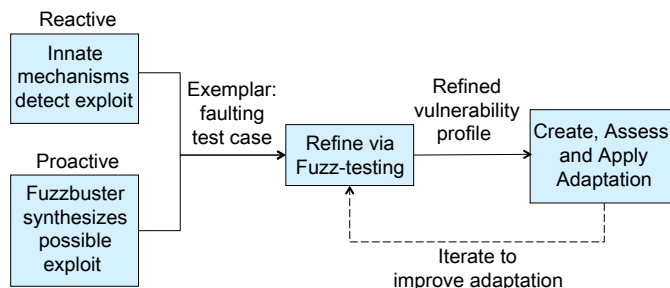 Reactive
Innate
mechanisms
detect exploit
Proactive
Fuzzbuster
synthesizes
possible
exploit
Exemplar:
faulting
test case
Refine via
Fuzz-testing
Refined
vulnerability
profile
Create, Assess
and Apply
Adaptation
Iterate to
improve adaptation